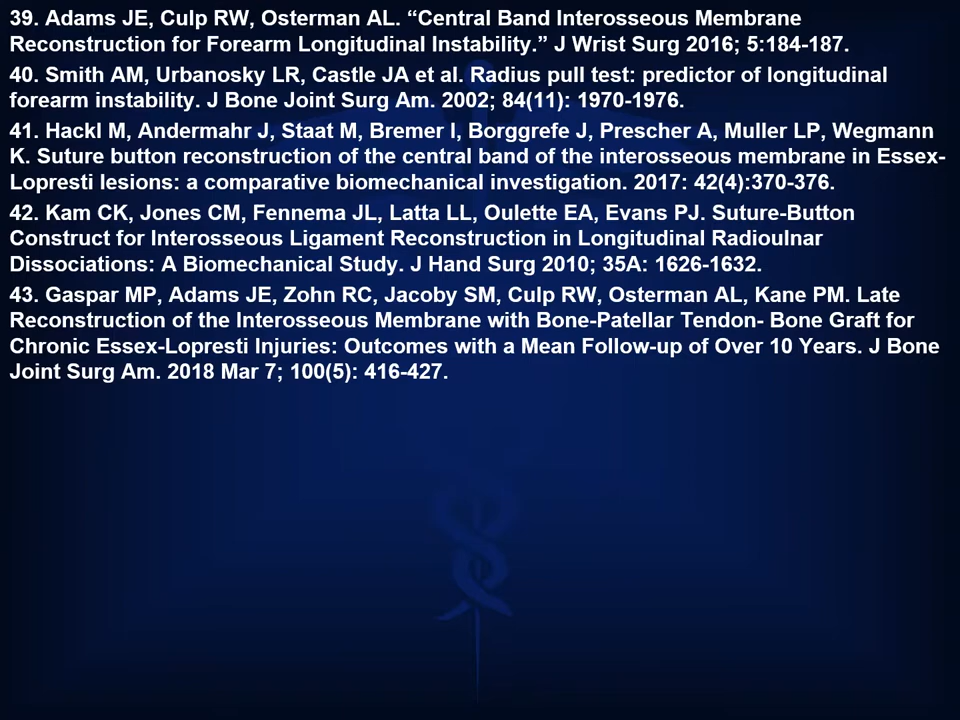 39. Adams JE, Culp RW, Osterman AL. “Central Band Interosseous Membrane
Reconstruction for Forearm Longitudinal Instability.” J Wrist Surg 2016; 5:184-187.
40. Smith AM, Urbanosky LR, Castle JA et al. Radius pull test: predictor of longitudinal
forearm instability. J Bone Joint Surg Am. 2002; 84(11): 1970-1976.
41. Hackl M, Andermahr J, Staat M, Bremer I, Borggrefe J, Prescher A, Muller LP, Wegmann
K. Suture button reconstruction of the central band of the interosseous membrane in Essex-
Lopresti lesions: a comparative biomechanical investigation. 2017: 42(4):370-376.
42. Kam CK, Jones CM, Fennema JL, Latta LL, Oulette EA, Evans PJ. Suture-Button
Construct for Interosseous Ligament Reconstruction in Longitudinal Radioulnar
Dissociations: A Biomechanical Study. J Hand Surg 2010; 35A: 1626-1632.
43. Gaspar MP, Adams JE, Zohn RC, Jacoby SM, Culp RW, Osterman AL, Kane PM. Late
Reconstruction of the Interosseous Membrane with Bone-Patellar Tendon- Bone Graft for
Chronic Essex-Lopresti Injuries: Outcomes with a Mean Follow-up of Over 10 Years. J Bone
Joint Surg Am. 2018 Mar 7; 100(5): 416-427.